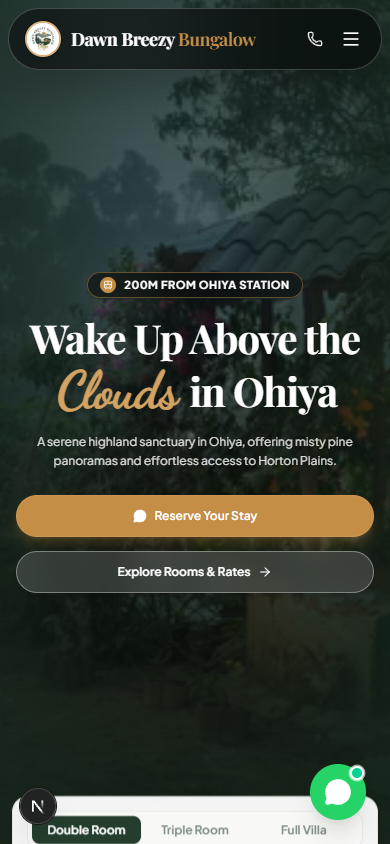 Dawn Breezy Bungalow
200M FROM OHIYA STATION
Wake Up Above the
Clouds in Ohiya
A serene highland sanctuary in Ohiya, offering misty pine
panoramas and effortless access to Horton Plains.
Reserve Your Stay
Explore Rooms & Rates →
N
Double Room Triple Room Full Villa